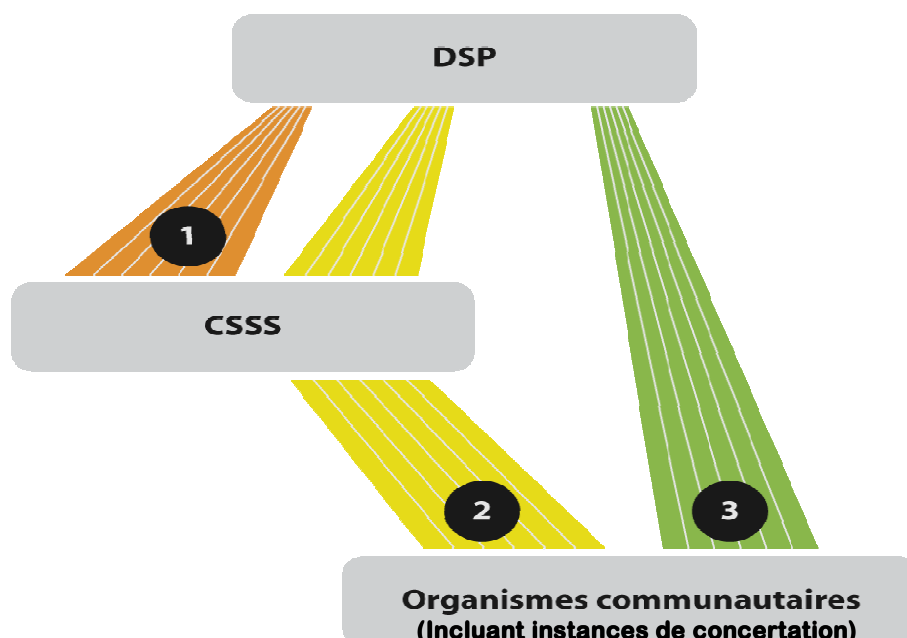 DSP
1
CSSS
2
3
Organismes communautaires
(Incluant instances de concertation)